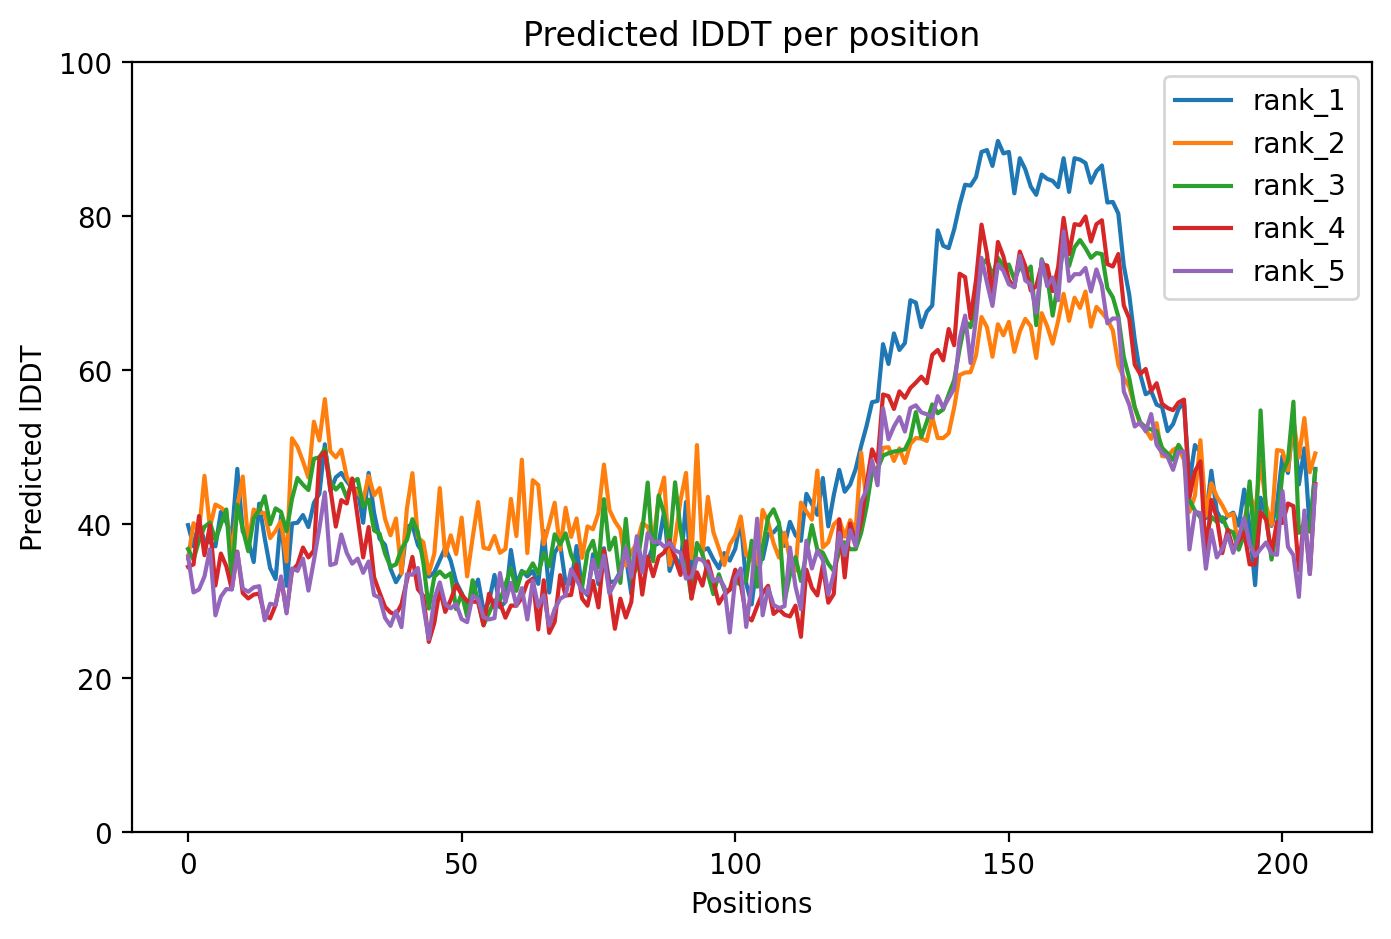 Predicted lDDT per position
100
80
60
40
20
0
Predicted lDDT
0 50 100 150 200
Positions
rank_1
rank_2
rank_3
rank_4
rank_5